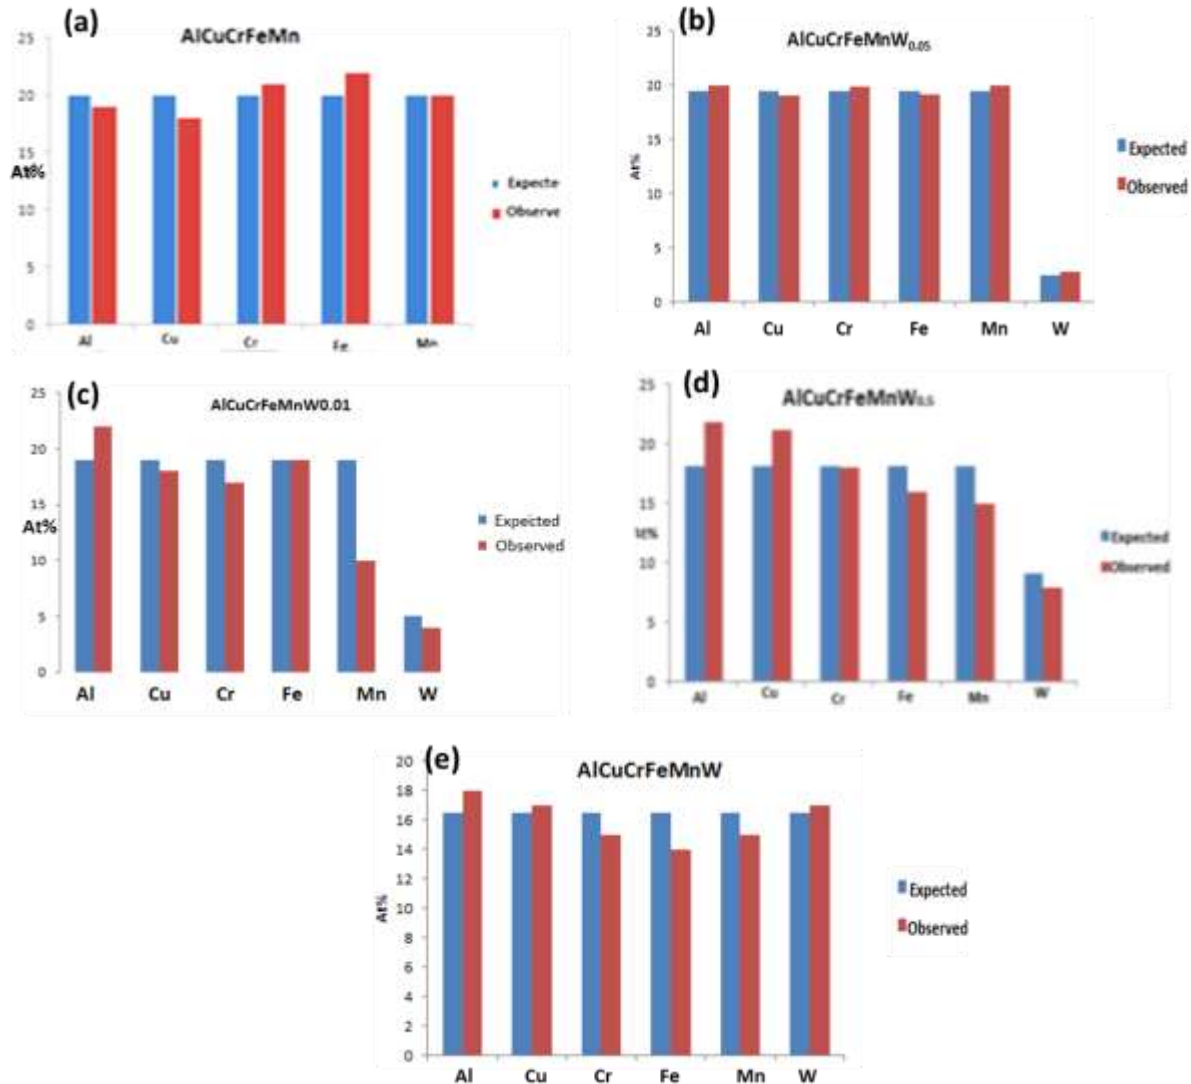 (a)
AlCuCrFeMn
25
20
15
At%
10
5
0
Al Cu Cr Fe Mn
Expecte
Observe
(b)
AlCuCrFeMnW0.05
25
20
15
At%
10
5
0
Al Cu Cr Fe Mn W
Expected
Observed
(c)
AlCuCrFeMnW0.01
25
20
15
At%
10
5
0
Al Cu Cr Fe Mn W
Expected
Observed
(d)
AlCuCrFeMnW0.5
25
20
15
At%
10
5
0
Al Cu Cr Fe Mn W
Expected
Observed
(e)
AlCuCrFeMnW
20
18
16
14
12
At%
10
8
6
4
2
0
Al Cu Cr Fe Mn W
Expected
Observed